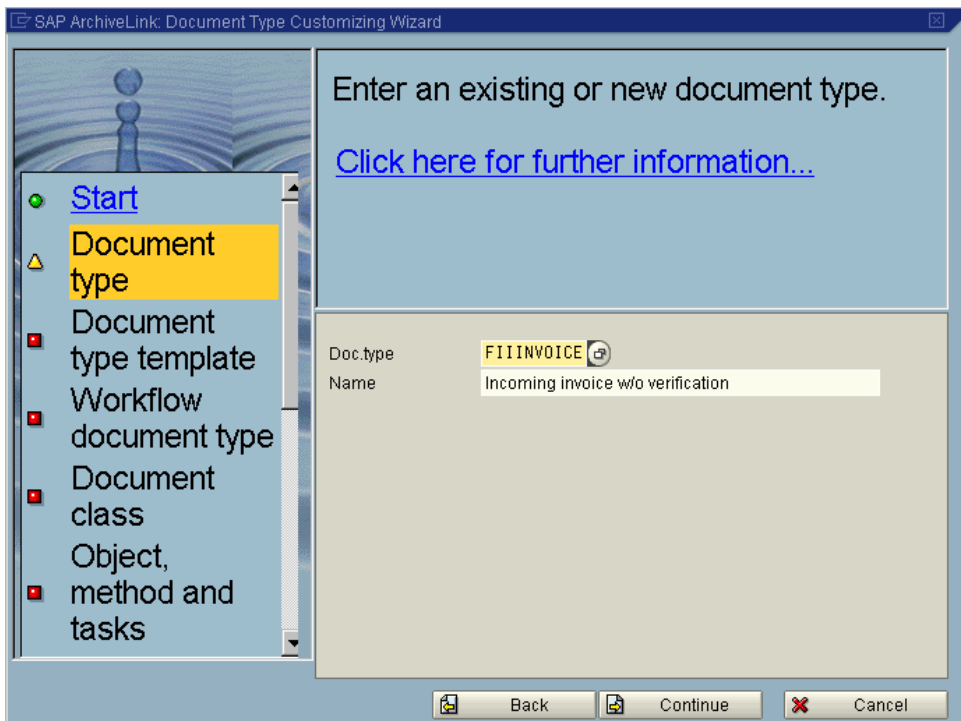 SAP ArchiveLink: Document Type Customizing Wizard
Enter an existing or new document type.
Click here for further information...
Start
Document
type
Document
type template
Workflow
document type
Document
class
Object,
method and
tasks
Doc.type FIIINVOICE
Name Incoming invoice w/o verification
Back Continue Cancel